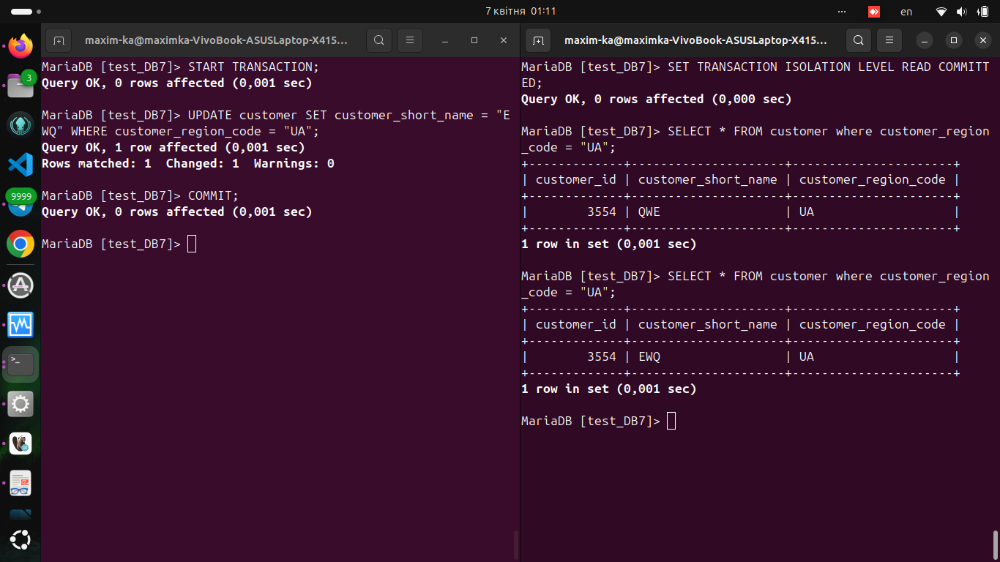 7 квітня 01:11
en
3
9999
maxim-ka@maximka-VivoBook-ASUSLaptop-X415...
MariaDB [test_DB7]> START TRANSACTION;
Query OK, 0 rows affected (0,001 sec)
MariaDB [test_DB7]> UPDATE customer SET customer_short_name = "E
WQ" WHERE customer_region_code = "UA";
Query OK, 1 row affected (0,001 sec)
Rows matched: 1  Changed: 1  Warnings: 0
MariaDB [test_DB7]> COMMIT;
Query OK, 0 rows affected (0,001 sec)
MariaDB [test_DB7]>
maxim-ka@maximka-VivoBook-ASUSLaptop-X415...
MariaDB [test_DB7]> SET TRANSACTION ISOLATION LEVEL READ COMMITT
ED;
Query OK, 0 rows affected (0,000 sec)
MariaDB [test_DB7]> SELECT * FROM customer where customer_region
_code = "UA";
+-------------+---------------------+----------------------+
| customer_id | customer_short_name | customer_region_code |
+-------------+---------------------+----------------------+
|        3554 | QWE                 | UA                   |
+-------------+---------------------+----------------------+
1 row in set (0,001 sec)
MariaDB [test_DB7]> SELECT * FROM customer where customer_region
_code = "UA";
+-------------+---------------------+----------------------+
| customer_id | customer_short_name | customer_region_code |
+-------------+---------------------+----------------------+
|        3554 | EWQ                 | UA                   |
+-------------+---------------------+----------------------+
1 row in set (0,001 sec)
MariaDB [test_DB7]>